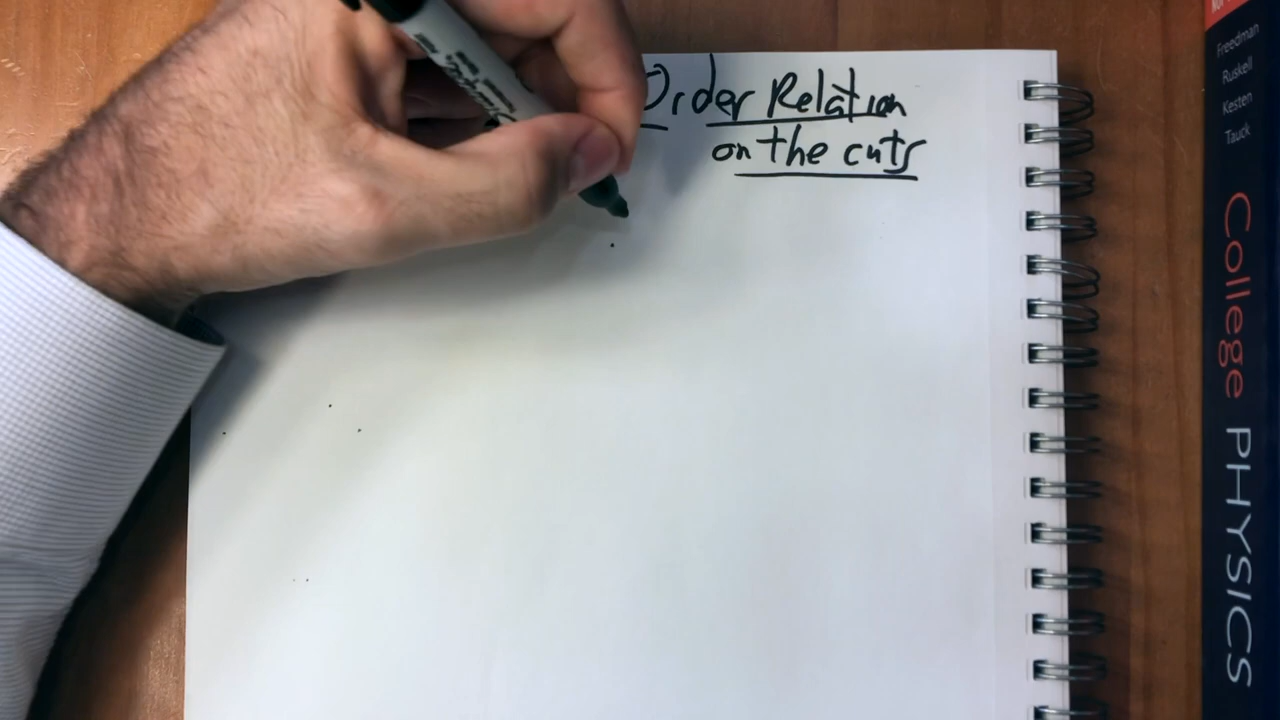 Order Relation
on the cuts
Freedman
Ruskell
Kesten
Tauck
College PHYSICS